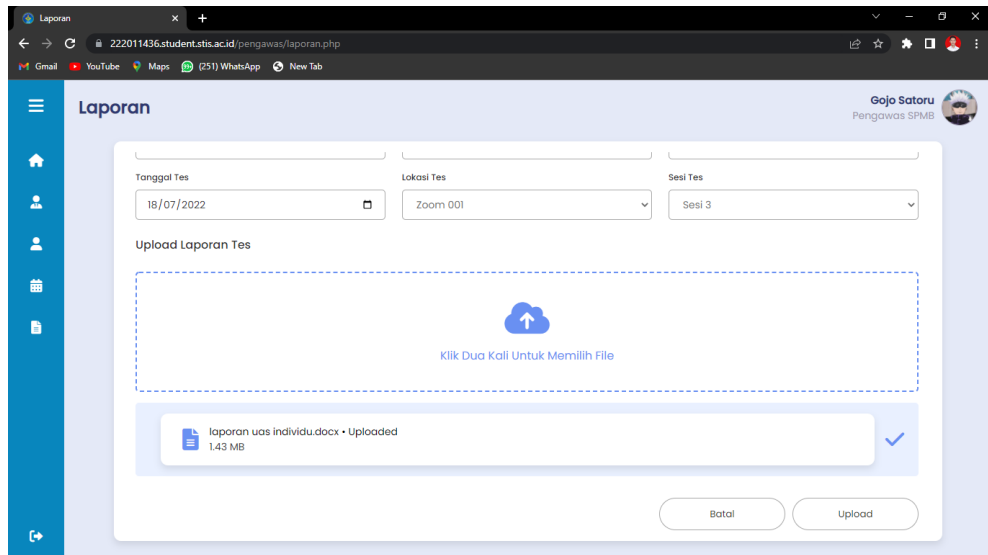 Laporan
222011436.student.stis.ac.id/pengawas/laporan.php
Gmail YouTube Maps (251) WhatsApp New Tab
Laporan
Gojo Satoru
Pengawas SPMB
Tanggal Tes Lokasi Tes Sesi Tes
18/07/2022 Zoom 001 Sesi 3
Upload Laporan Tes
Klik Dua Kali Untuk Memilih File
laporan uas individu.docx • Uploaded
1.43 MB
Batal Upload